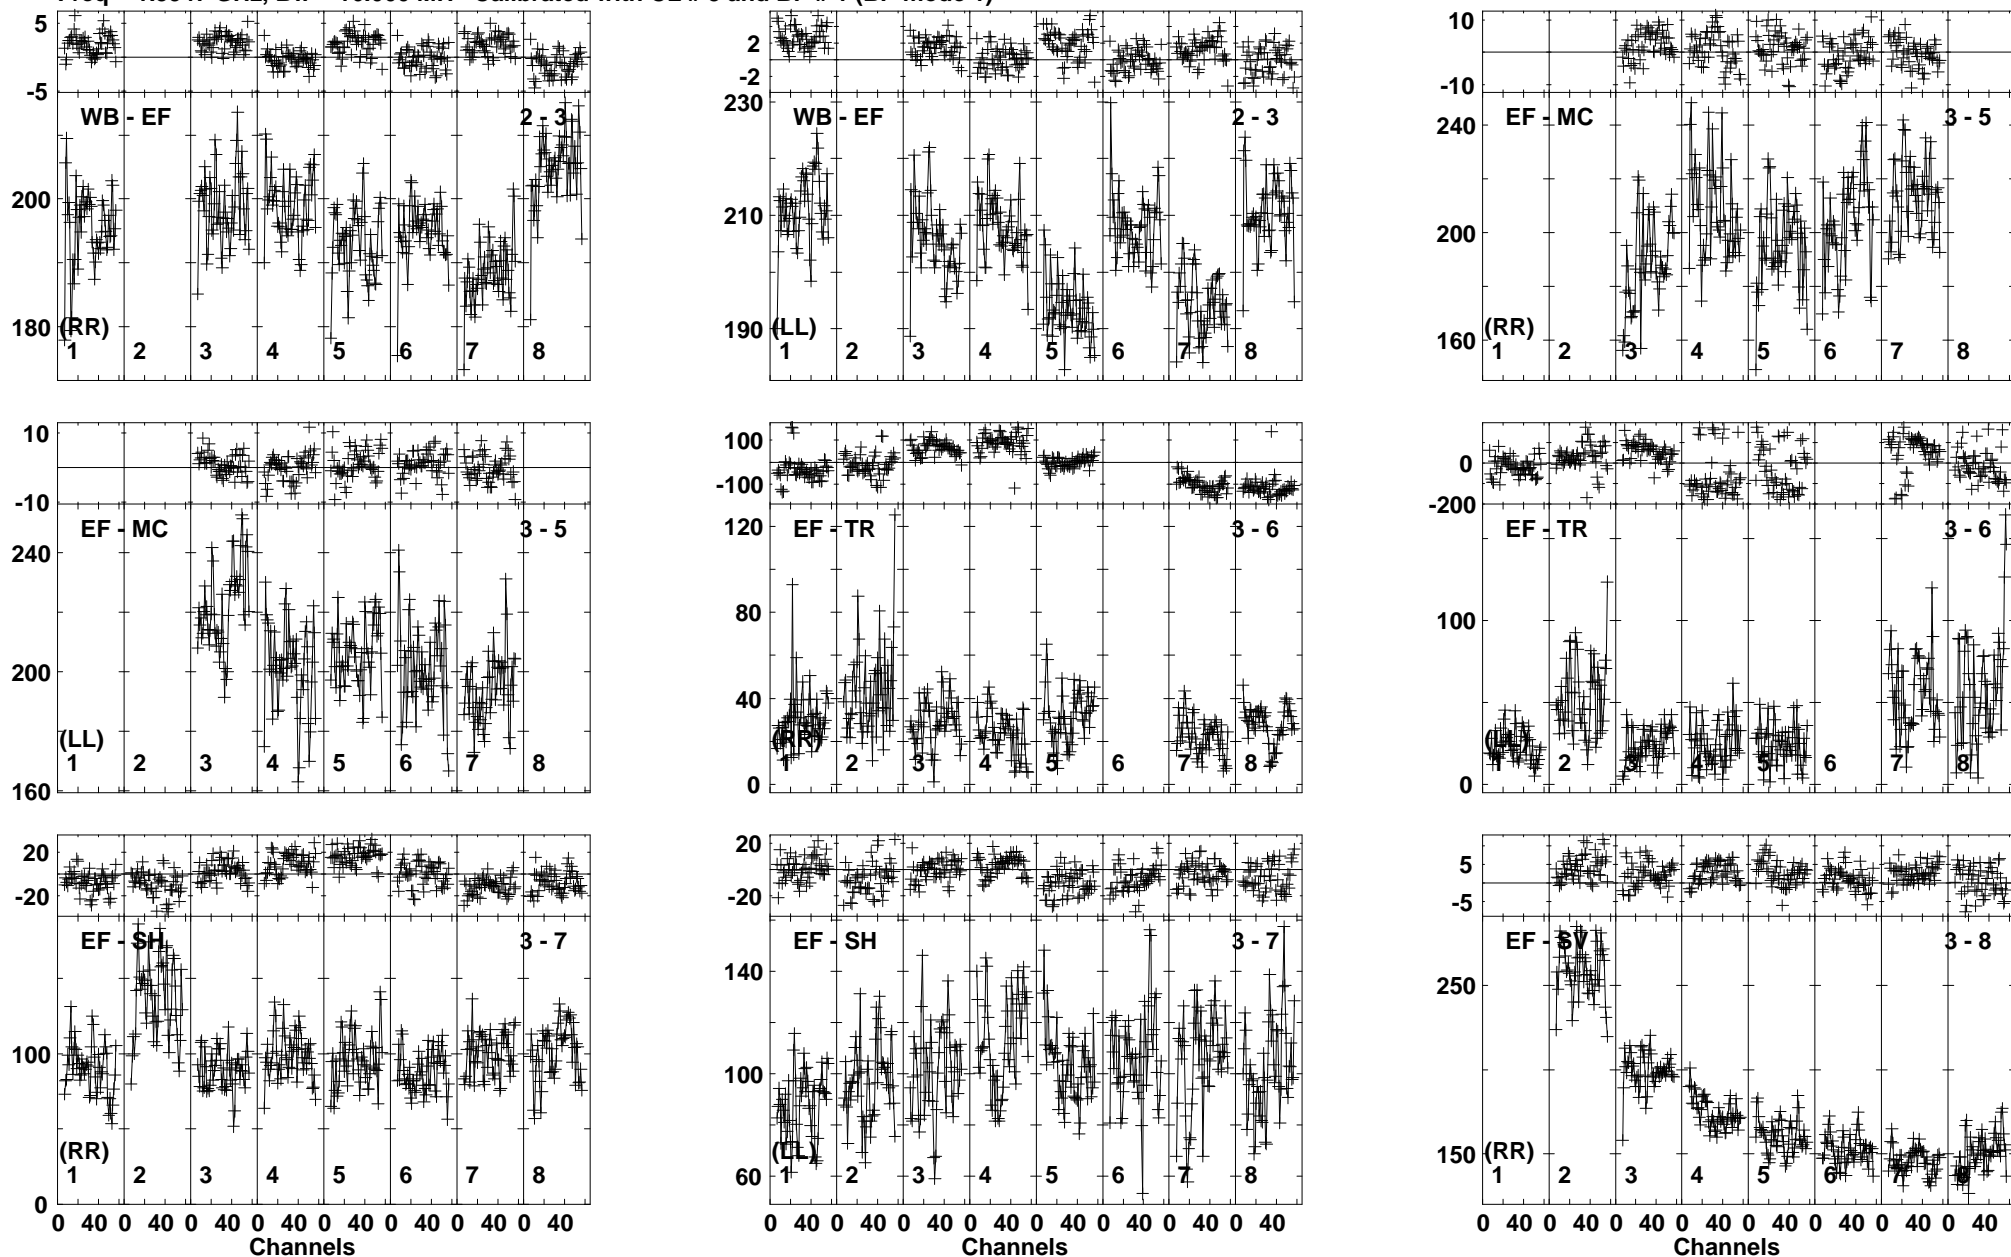 5
-5
WB - EF 2 - 3
200
180
(RR)
1 2 3 4 5 6 7 8
2
-2
230
WB - EF 2 - 3
210
190
(LL)
1 2 3 4 5 6 7 8
10
-10
240
EF - MC 3 - 5
200
160
(RR)
1 2 3 4 5 6 7 8
10
-10
EF - MC 3 - 5
240
200
(LL)
1 2 3 4 5 6 7 8
160
100
-100
120
EF - TR 3 - 6
80
40
(RR)
1 2 3 4 5 6 7 8
0
0
-200
EF - TR 3 - 6
100
(LL)
1 2 3 4 5 6 7 8
0
20
-20
EF - SH 3 - 7
100
(RR)
1 2 3 4 5 6 7 8
0
0 40 0 40 0 40 0 40 0 40 0 40 0 40 0 40
Channels
20
-20
EF - SH 3 - 7
140
100
(LL)
60
1 2 3 4 5 6 7 8
0 40 0 40 0 40 0 40 0 40 0 40 0 40 0 40
Channels
5
-5
EF - SV 3 - 8
250
150
(RR)
1 2 3 4 5 6 7 8
0 40 0 40 0 40 0 40 0 40 0 40 0 40 0 40
Channels